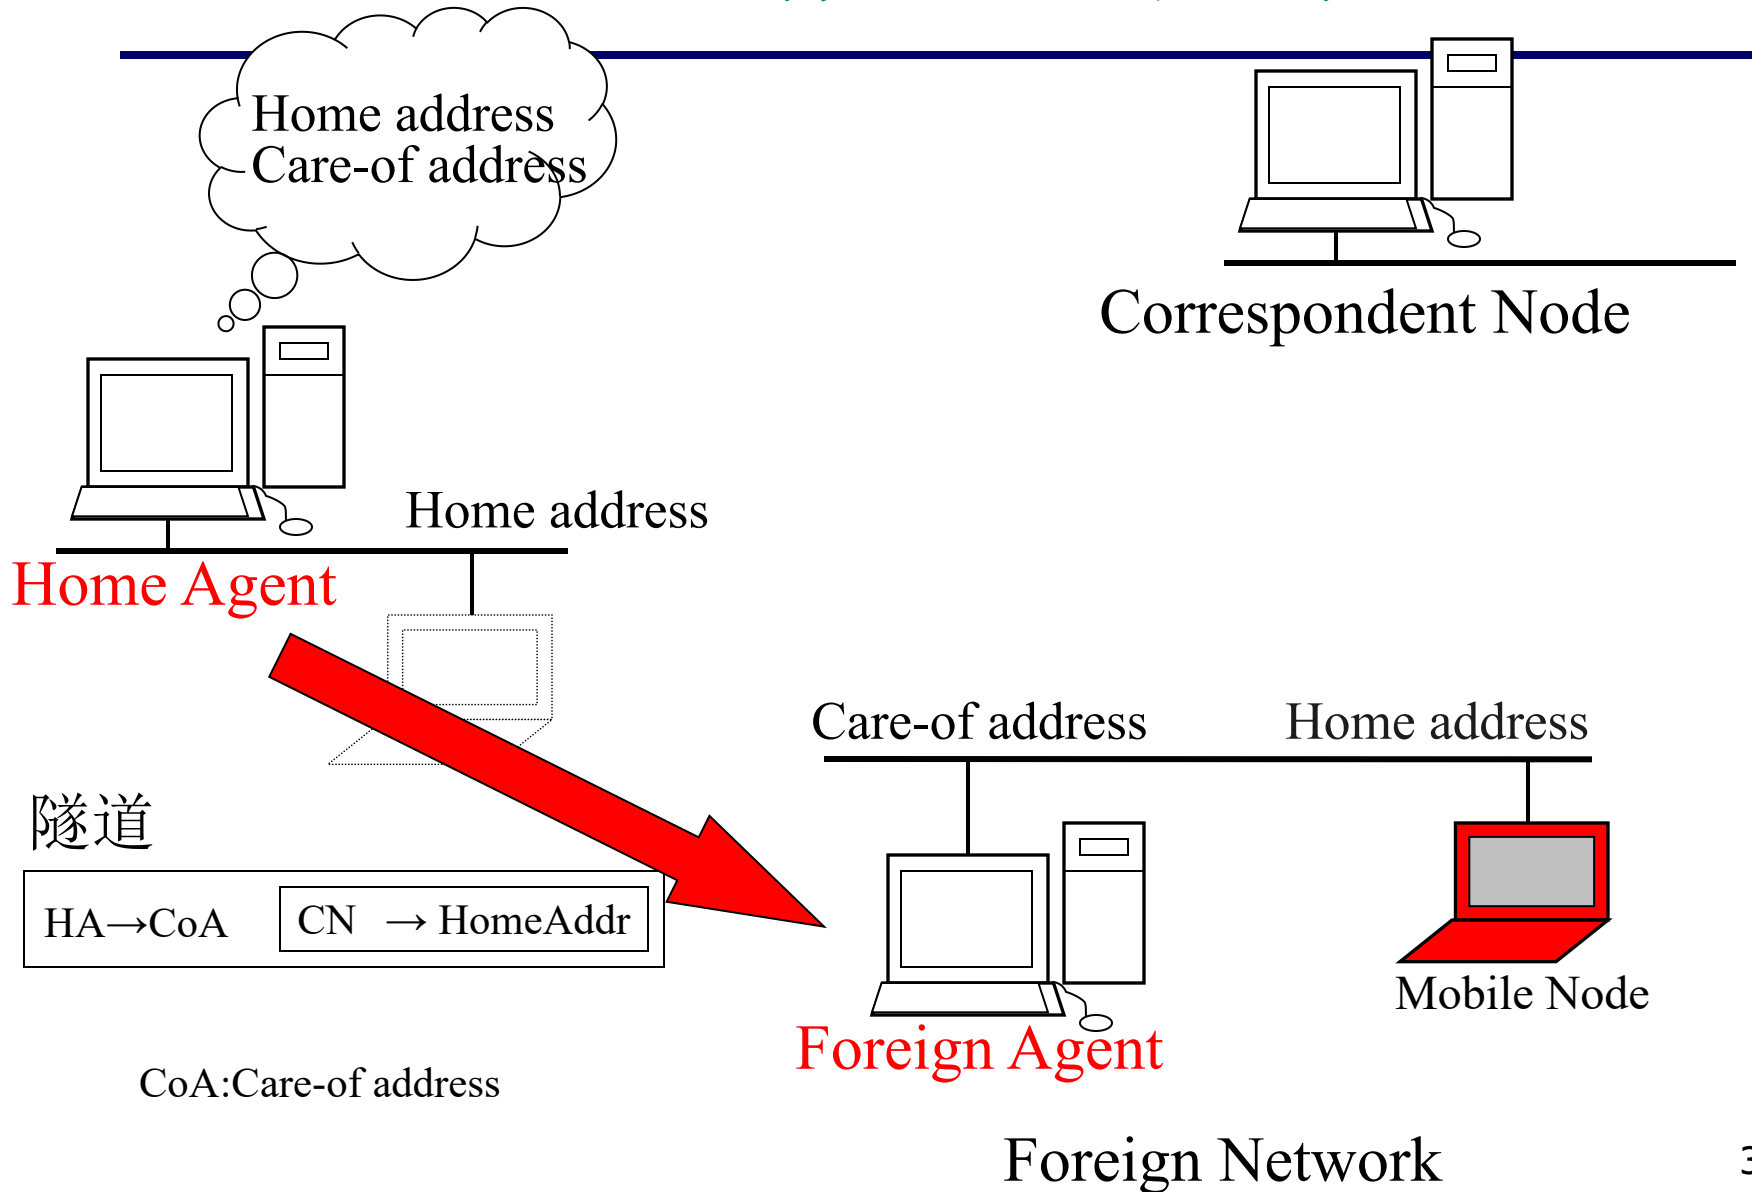 Home address
Care-of address
Correspondent Node
Home address
Home Agent
Care-of address
Home address
隧道
HA→CoA
CN → HomeAddr
Mobile Node
Foreign Agent
CoA:Care-of address
Foreign Network